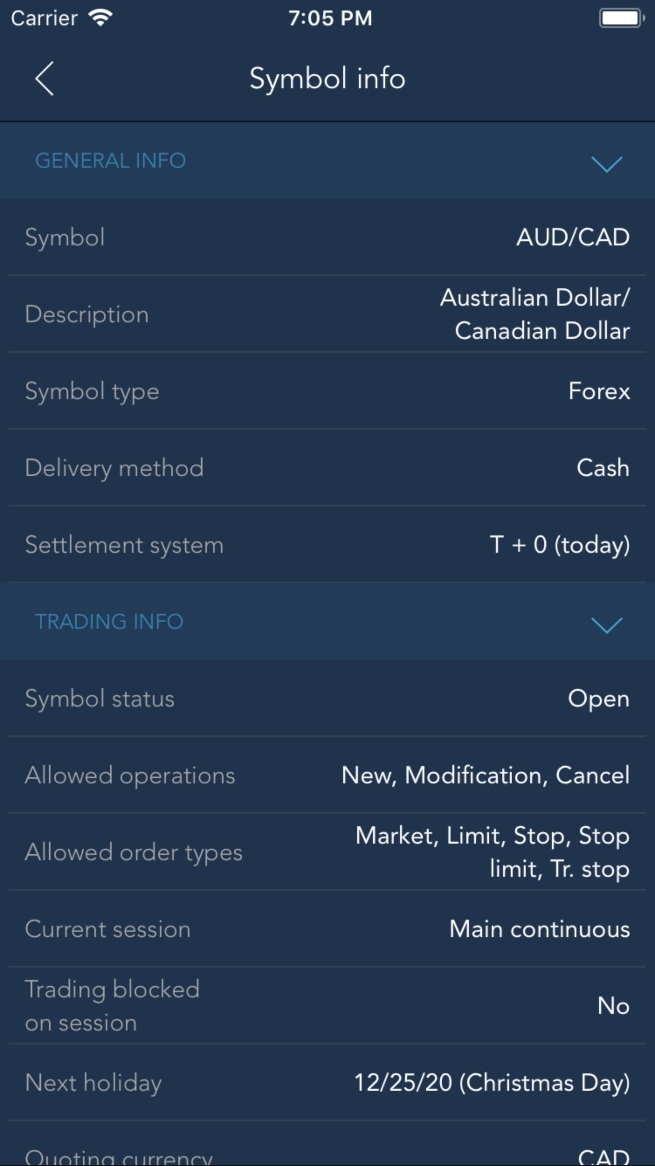 Carrier 7:05 PM
Symbol info
GENERAL INFO
Symbol AUD/CAD
Description Australian Dollar/
Canadian Dollar
Symbol type Forex
Delivery method Cash
Settlement system T + 0 (today)
TRADING INFO
Symbol status Open
Allowed operations New, Modification, Cancel
Allowed order types Market, Limit, Stop, Stop
limit, Tr. stop
Current session Main continuous
Trading blocked
on session No
Next holiday 12/25/20 (Christmas Day)
Quoting currency CAD